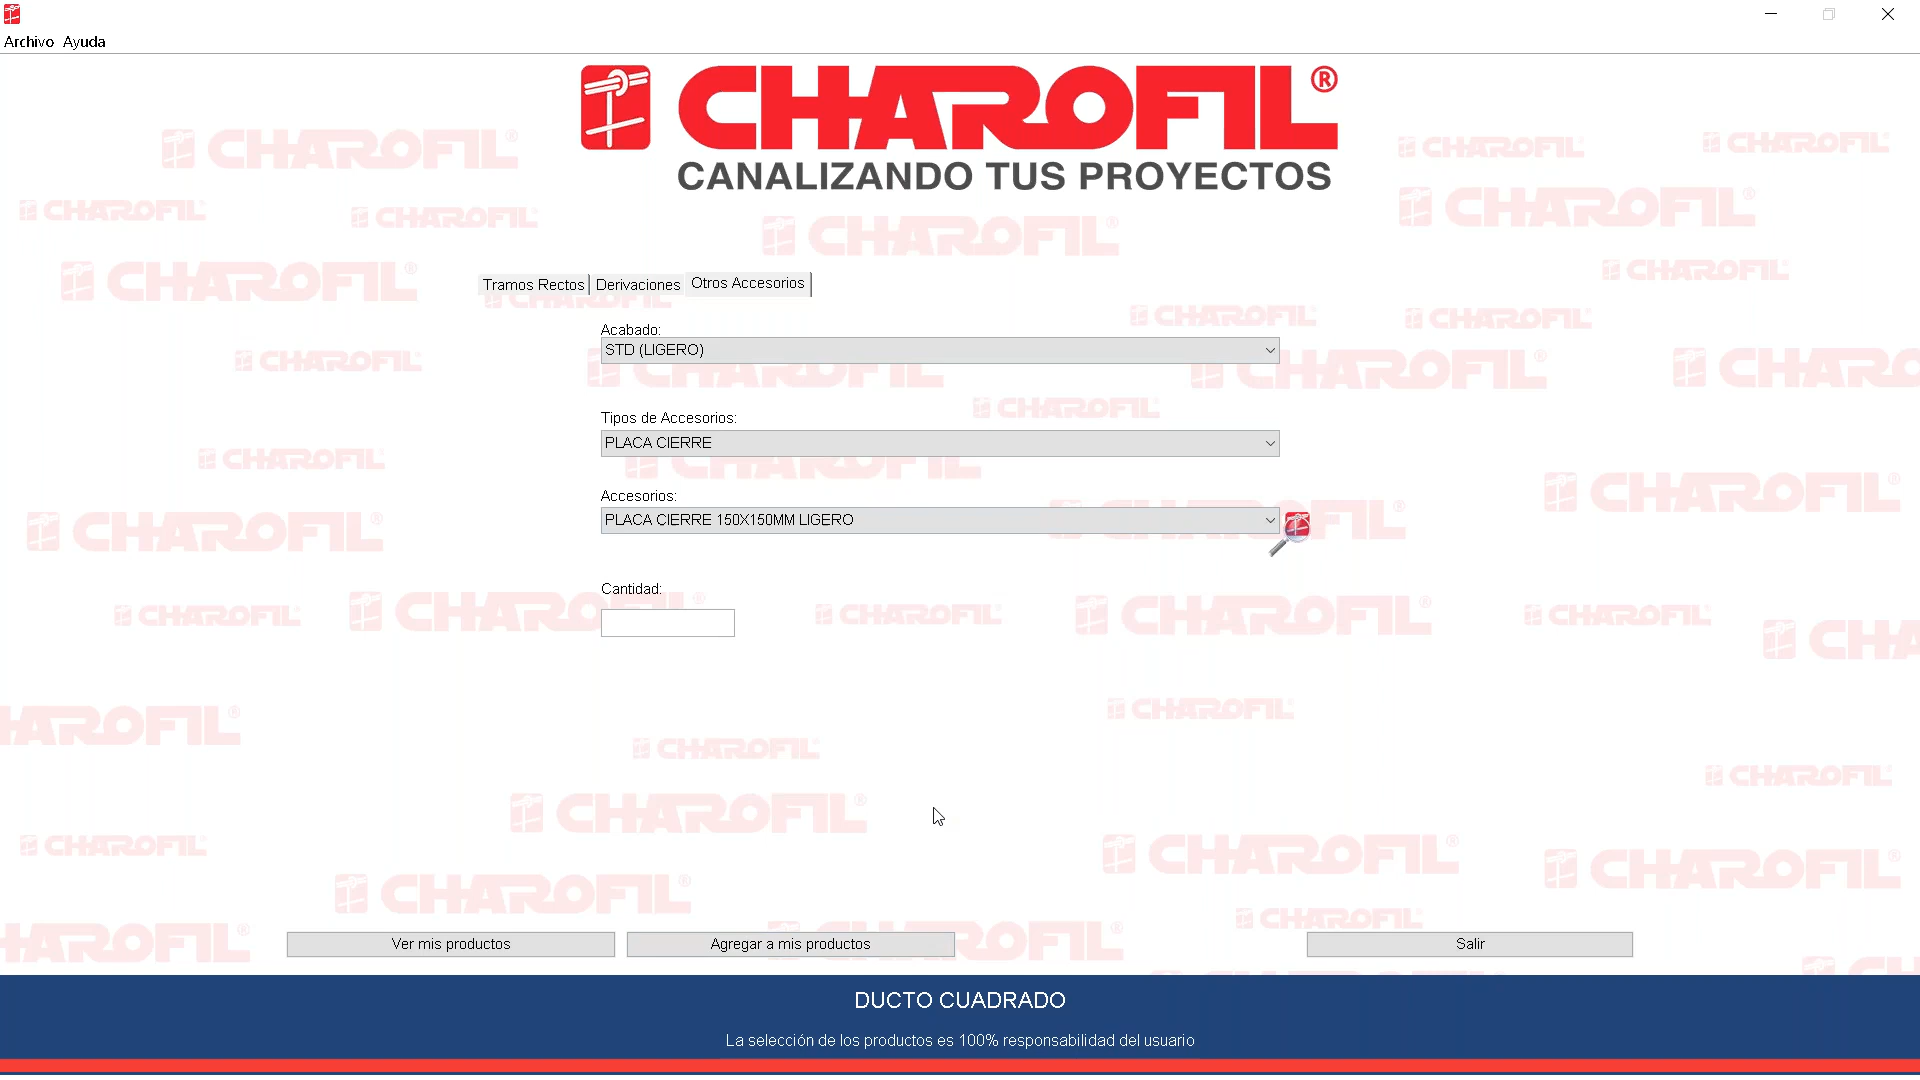 Archivo Ayuda
CHAROFIL®
CANALIZANDO TUS PROYECTOS
Tramos Rectos Derivaciones Otros Accesorios
Acabado:
STD (LIGERO)
Tipos de Accesorios:
PLACA CIERRE
Accesorios:
PLACA CIERRE 150X150MM LIGERO
Cantidad:
Ver mis productos Agregar a mis productos Salir
DUCTO CUADRADO
La selección de los productos es 100% responsabilidad del usuario